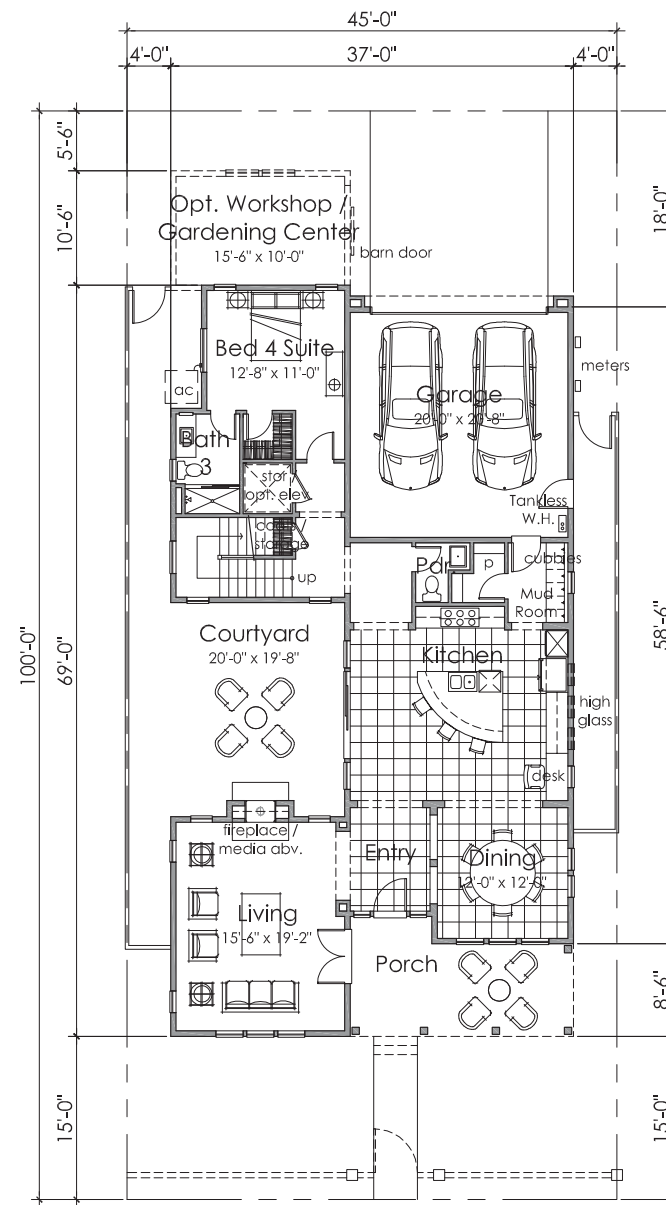 45'-0"
4'-0"
37'-0"
4'-0"
5'-6"
10'-6"
18'-0"
Opt. Workshop /
Gardening Center
15'-6" x 10'-0"
barn door
Bed 4 Suite
12'-8" x 11'-0"
meters
ac
Garage
Bath
3
stor
opt. elev.
Tankless
W.H.
storage
up
Pdr
p
cubbies
Mud
Room
100'-0"
69'-0"
58'-6"
Courtyard
20'-0" x 19'-8"
Kitchen
high
glass
desk
fireplace /
media abv.
Entry
Dining
12'-0" x 12'-0"
Living
15'-6" x 19'-2"
Porch
8'-6"
15'-0"
15'-0"